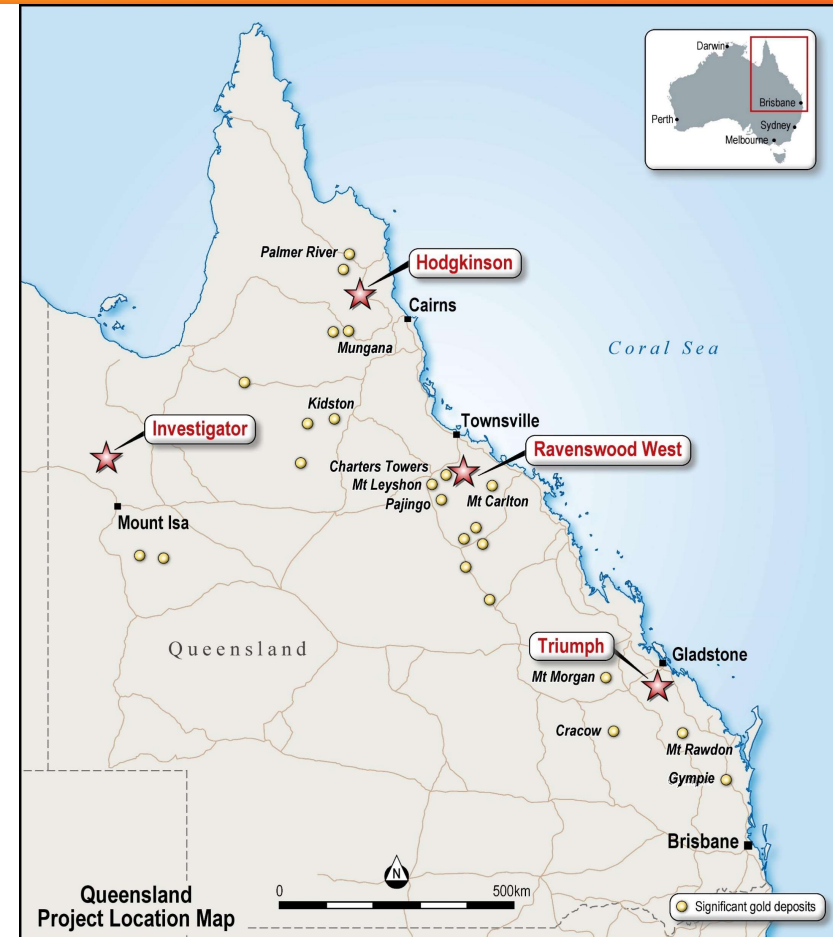 Darwin
Brisbane
Perth
Sydney
Melbourne
Palmer River
Hodgkinson
Cairns
Mungana
Coral Sea
Kidston
Investigator
Townsville
Ravenswood West
Charters Towers
Mt Leyshon
Pajingo
Mt Carlton
Mount Isa
Queensland
Triumph
Gladstone
Mt Morgan
Cracow
Mt Rawdon
Gympie
Brisbane
Queensland
Project Location Map
0
500km
N
Significant gold deposits